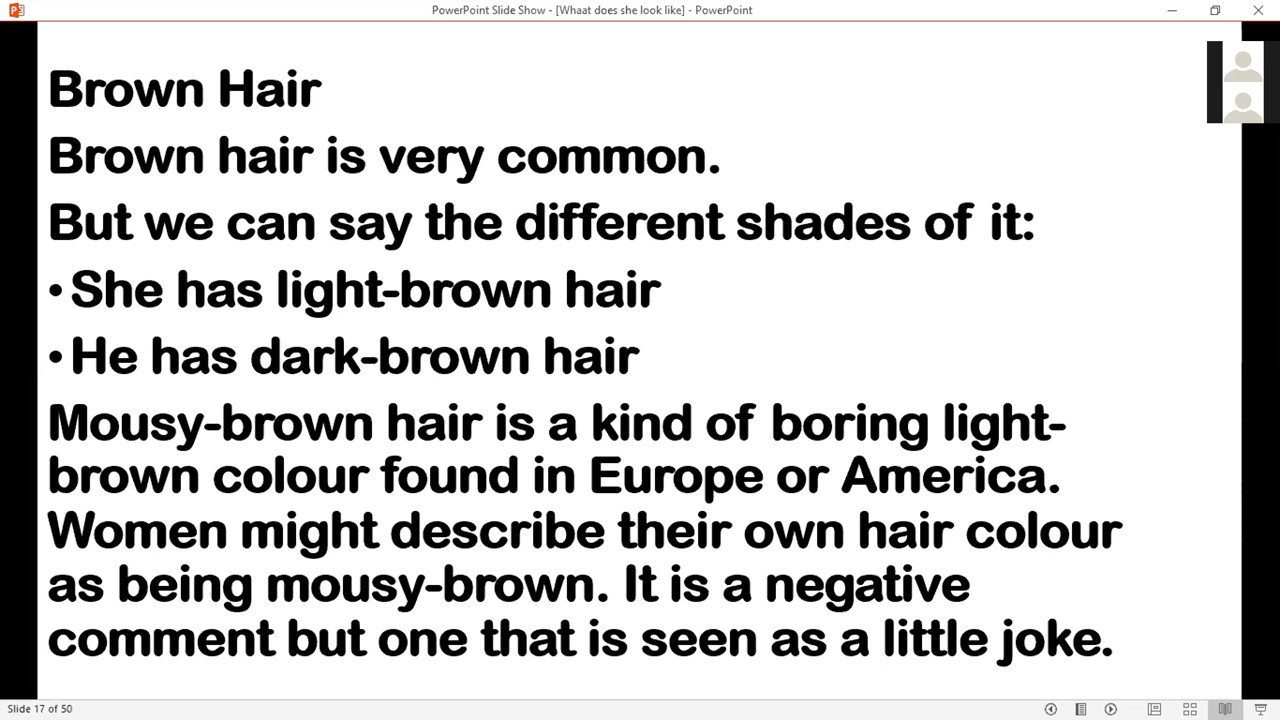 PowerPoint Slide Show - [Whaat does she look like] - PowerPoint
Brown Hair
Brown hair is very common.
But we can say the different shades of it:
• She has light-brown hair
• He has dark-brown hair
Mousy-brown hair is a kind of boring light-
brown colour found in Europe or America.
Women might describe their own hair colour
as being mousy-brown. It is a negative
comment but one that is seen as a little joke.
Slide 17 of 50